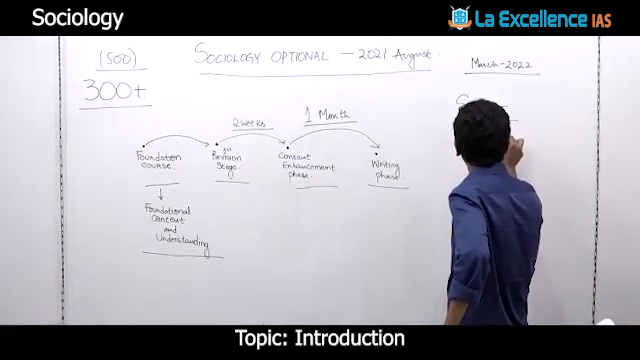 Sociology
La Excellence IAS
(500)
300+
SOCIOLOGY OPTIONAL - 2021 August
March-2022
2 Weeks
1 Month
Foundation
COURSE.
1st
Revision
Stage.
Content
Enhancement
phase.
Writing
phase.
Foundational
Content
and
Understanding
Topic: Introduction